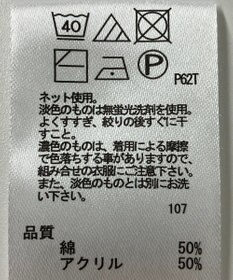 40
P
P62T
ネット使用。
淡色のものは無蛍光洗剤を使用。
よくすすぎ、絞りの後すぐに干
すこと。
濃色のものは、着用による摩擦
で色落ちする事がありますので、
組み合せの衣服にご注意下さい。
また、淡色のものとは別にお洗
い下さい。
107
品質
綿 50%
アクリル 50%